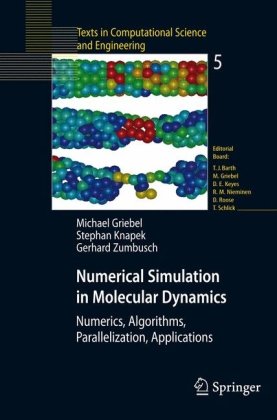 Texts in Computational Science
and Engineering
5
Editorial
Board:
T. J. Barth
M. Griebel
D. E. Keyes
R. M. Nieminen
D. Roose
T. Schlick
Michael Griebel
Stephan Knapek
Gerhard Zumbusch
Numerical Simulation
in Molecular Dynamics
Numerics, Algorithms,
Parallelization, Applications
Springer